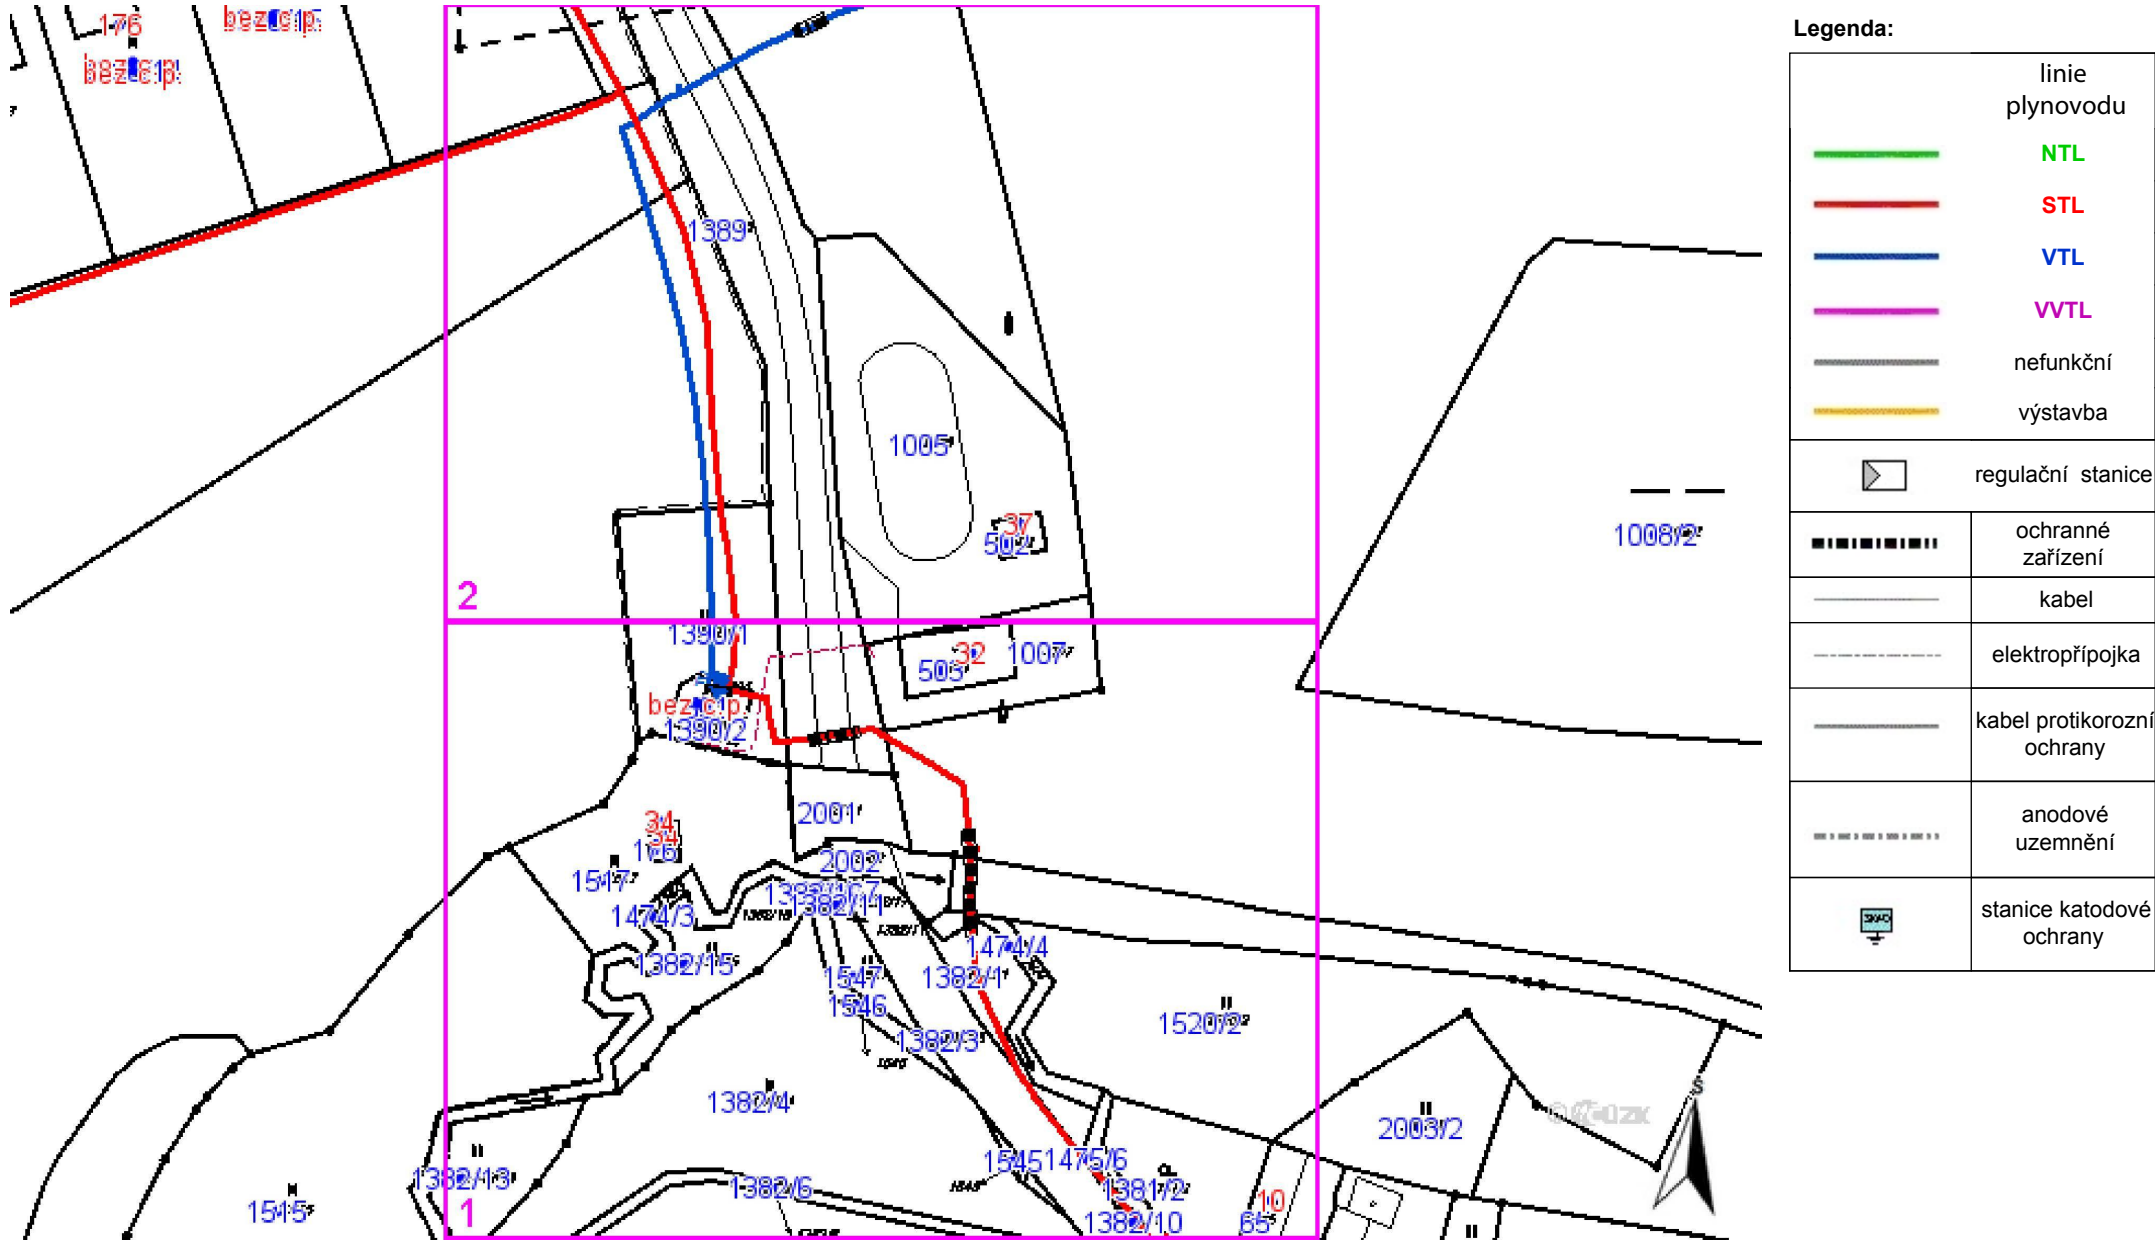 176
bez č.p.
bez č.p.
1389
1005
37
502
1008/2
2
1390/1
32
503
1007
bez č.p.
1390/2
2001
34
34
176
2002
1517
1474/3
1382/11
1382/15
1474/4
1382/1
1547
1546
1382/3
1520/2
1382/4
2003/2
1545
1475/6
1382/13
1382/6
1381/2
1382/10
10
65
1515
1
Š
Legenda:
linie
plynovodu
NTL
STL
VTL
VVTL
nefunkční
výstavba
regulační stanice
ochranné
zařízení
kabel
elektropřípojka
kabel protikorozní
ochrany
anodové
uzemnění
stanice katodové
ochrany